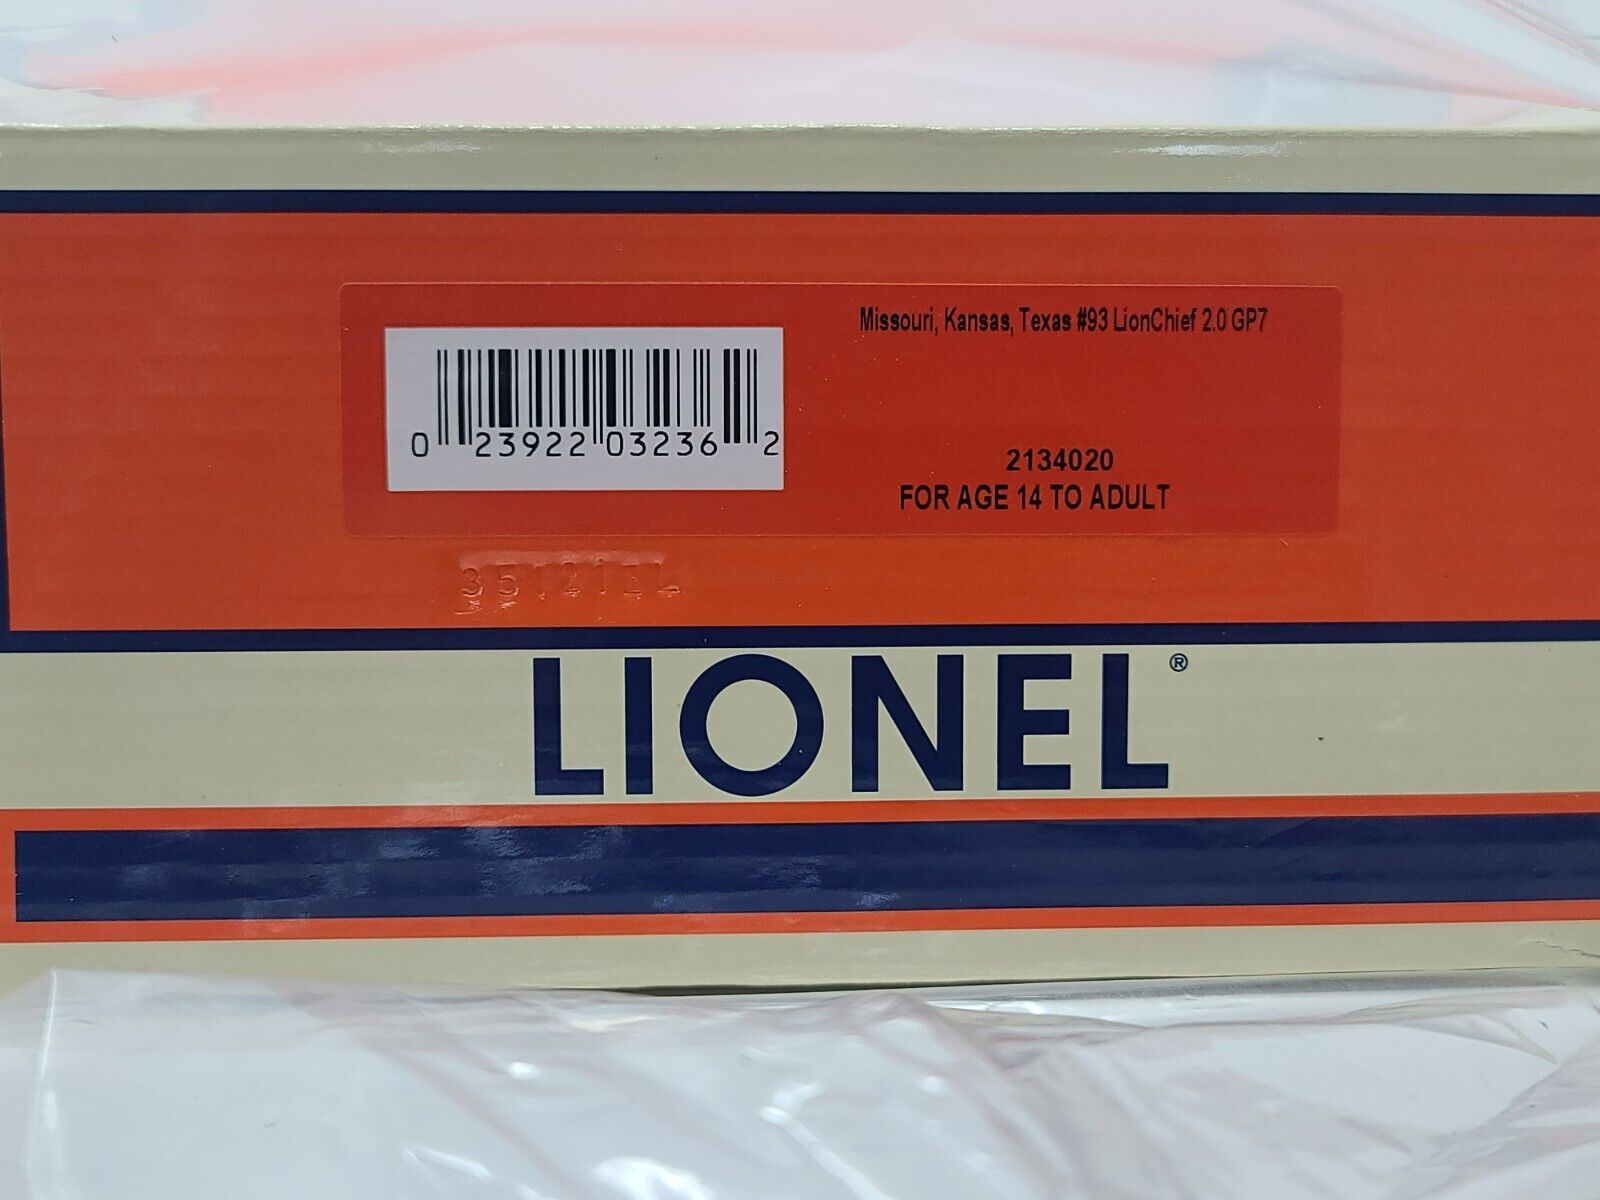 Missouri, Kansas, Texas #93 LionChief 2.0 GP7
0 23922 03236 2
2134020
FOR AGE 14 TO ADULT
LIONEL®